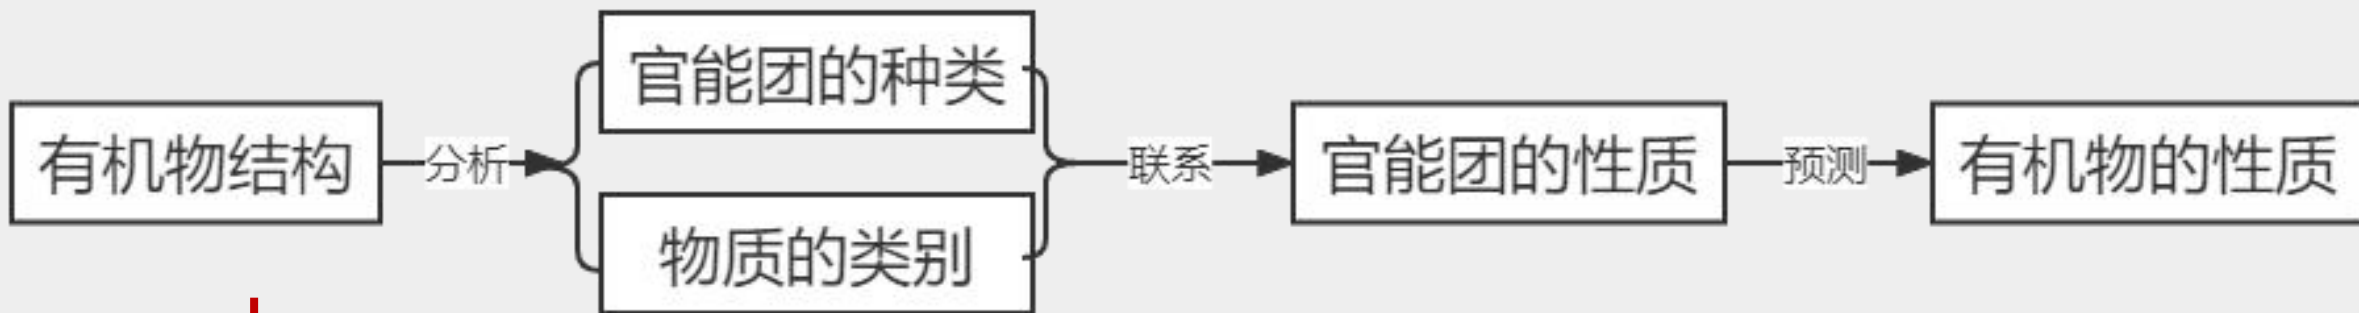 官能团的种类
有机物结构
分析
联系
官能团的性质
预测
有机物的性质
物质的类别